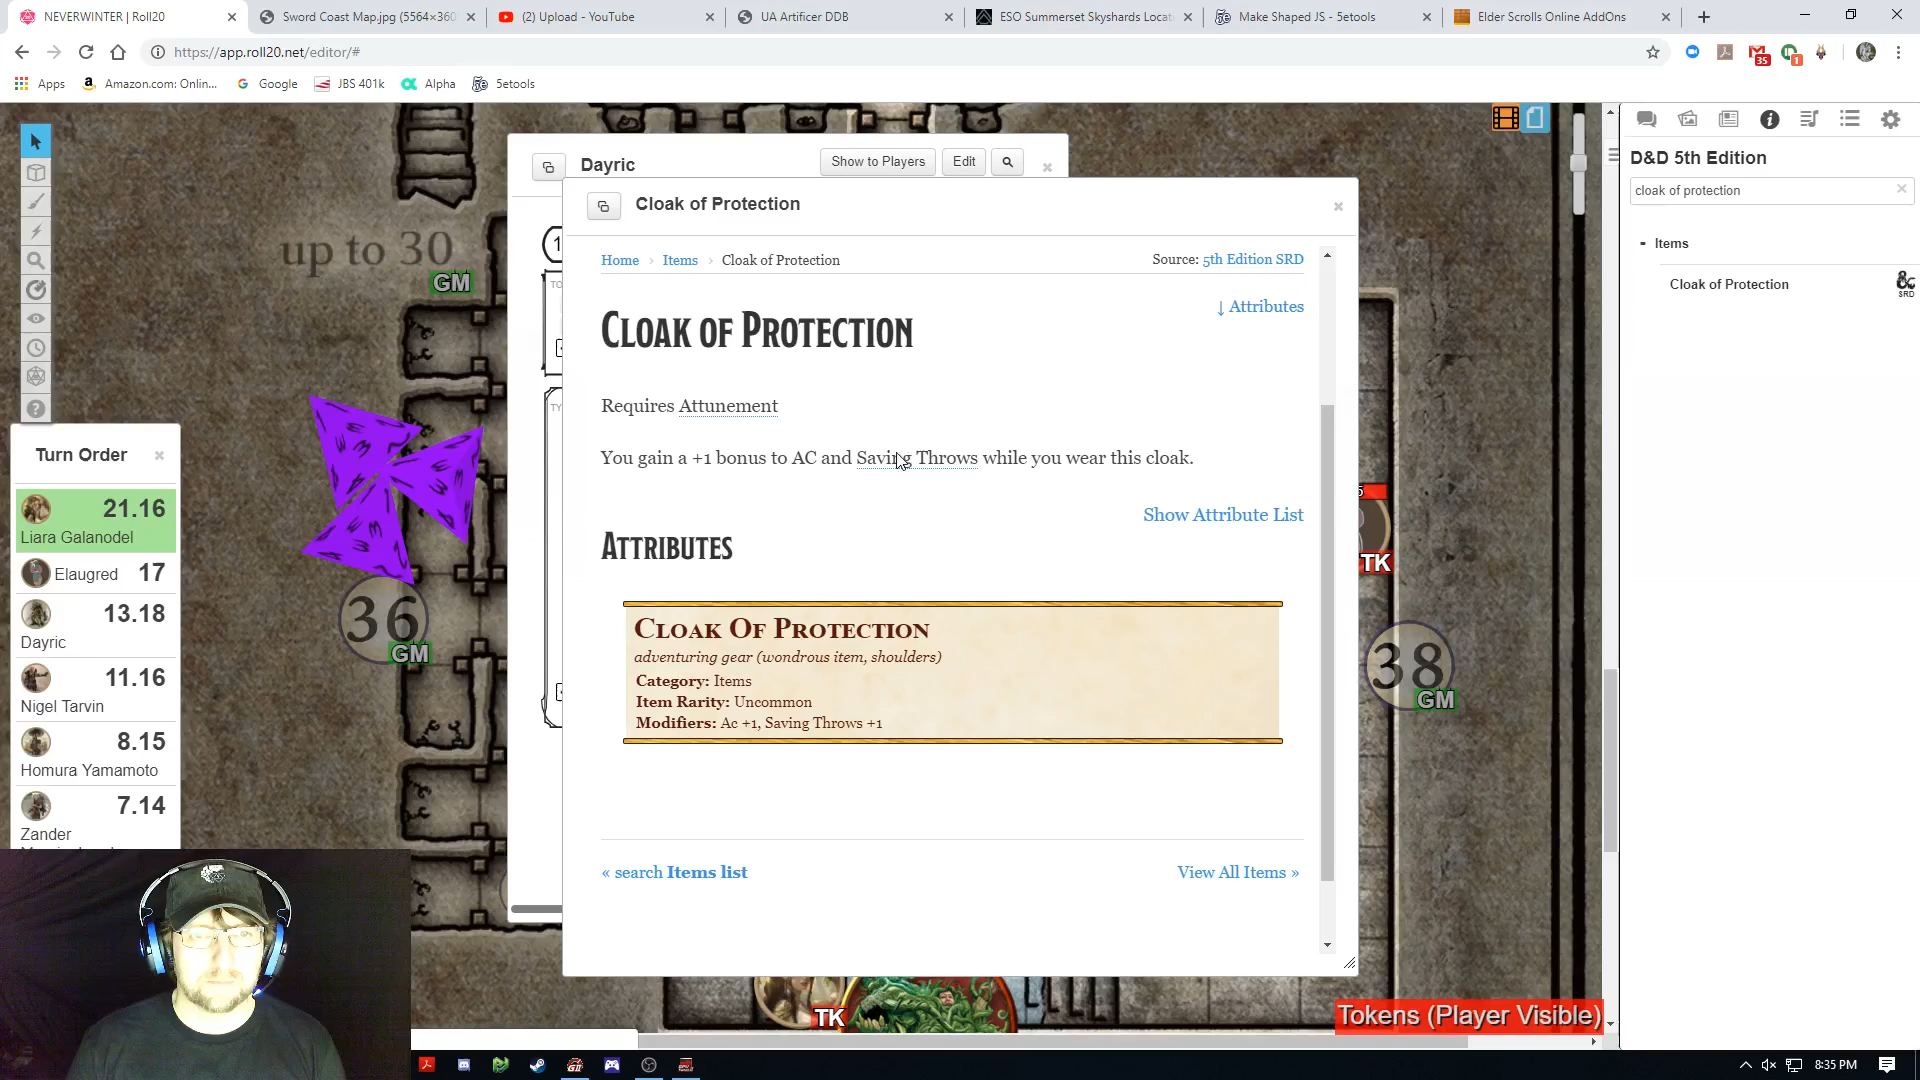 NEVERWINTER | Roll20
Sword Coast Map.jpg (5564×360
(2) Upload - YouTube
UA Artificer DDB
ESO Summerset Skyshards Locat
Make Shaped JS - 5etools
Elder Scrolls Online AddOns
https://app.roll20.net/editor/#
35
1
Apps
Amazon.com: Onlin...
Google
JBS 401k
Alpha
5etools
up to 30
GM
Turn Order
21.16
Liara Galanodel
Elaugred 17
13.18
Dayric
11.16
Nigel Tarvin
8.15
Homura Yamamoto
7.14
Zander
36
GM
Dayric
Show to Players
Edit
Cloak of Protection
Home › Items › Cloak of Protection
Source: 5th Edition SRD
↓ Attributes
Cloak of Protection
Requires Attunement
You gain a +1 bonus to AC and Saving Throws while you wear this cloak.
Show Attribute List
Attributes
Cloak Of Protection
adventuring gear (wondrous item, shoulders)
Category: Items
Item Rarity: Uncommon
Modifiers: Ac +1, Saving Throws +1
« search Items list
View All Items »
TK
38
GM
TK
Tokens (Player Visible)
D&D 5th Edition
cloak of protection
- Items
Cloak of Protection
SRD
8:35 PM